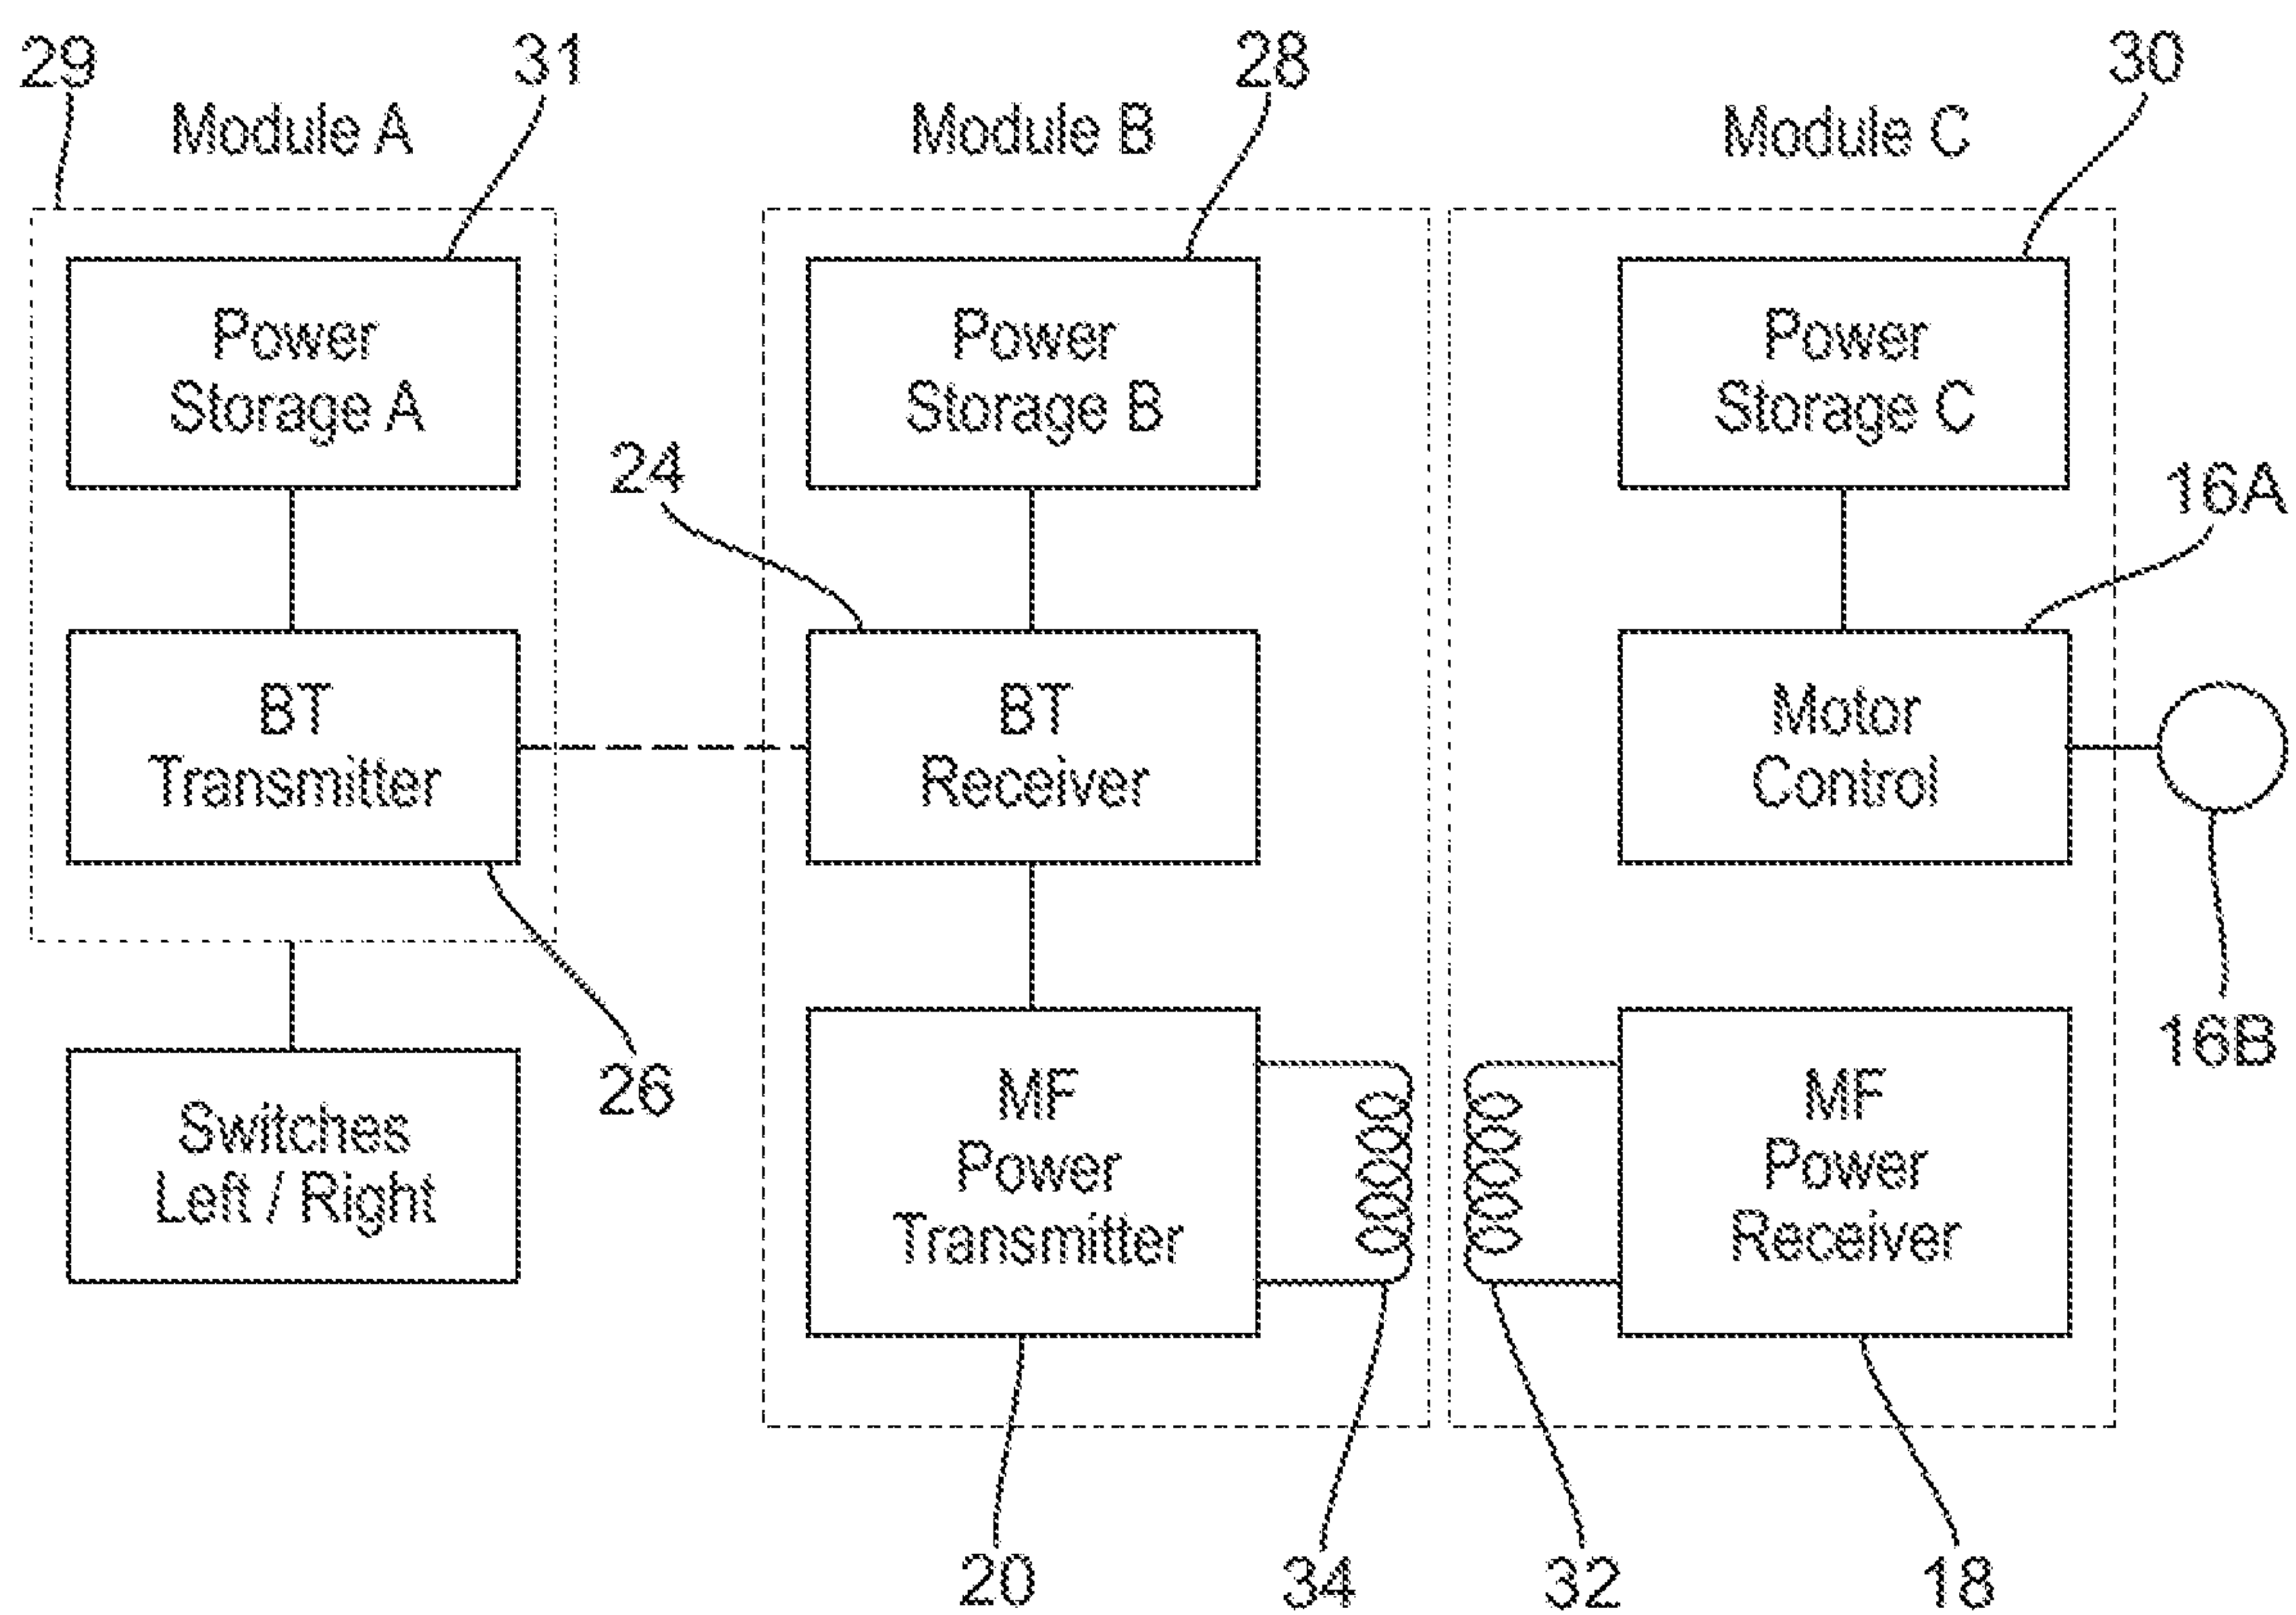 29
31
28
30
Module A
Module B
Module C
Power
Storage A
Power
Storage B
Power
Storage C
24
16A
BT
Transmitter
BT
Receiver
Motor
Control
16B
26
Switches
Left / Right
MF
Power
Transmitter
MF
Power
Receiver
20
34
32
18